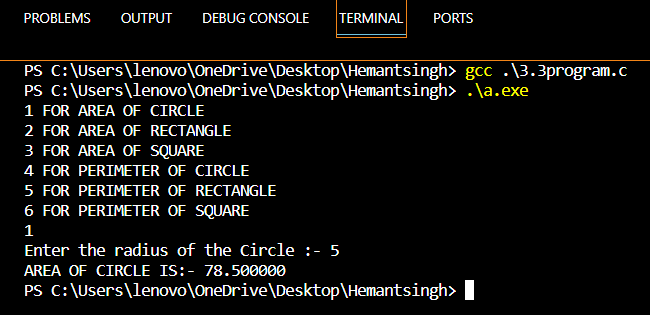 PROBLEMS OUTPUT DEBUG CONSOLE TERMINAL PORTS
PS C:\Users\lenovo\OneDrive\Desktop\Hemantsingh> gcc .\3.3program.c
PS C:\Users\lenovo\OneDrive\Desktop\Hemantsingh> .\a.exe
1 FOR AREA OF CIRCLE
2 FOR AREA OF RECTANGLE
3 FOR AREA OF SQUARE
4 FOR PERIMETER OF CIRCLE
5 FOR PERIMETER OF RECTANGLE
6 FOR PERIMETER OF SQUARE
1
Enter the radius of the Circle :- 5
AREA OF CIRCLE IS:- 78.500000
PS C:\Users\lenovo\OneDrive\Desktop\Hemantsingh>